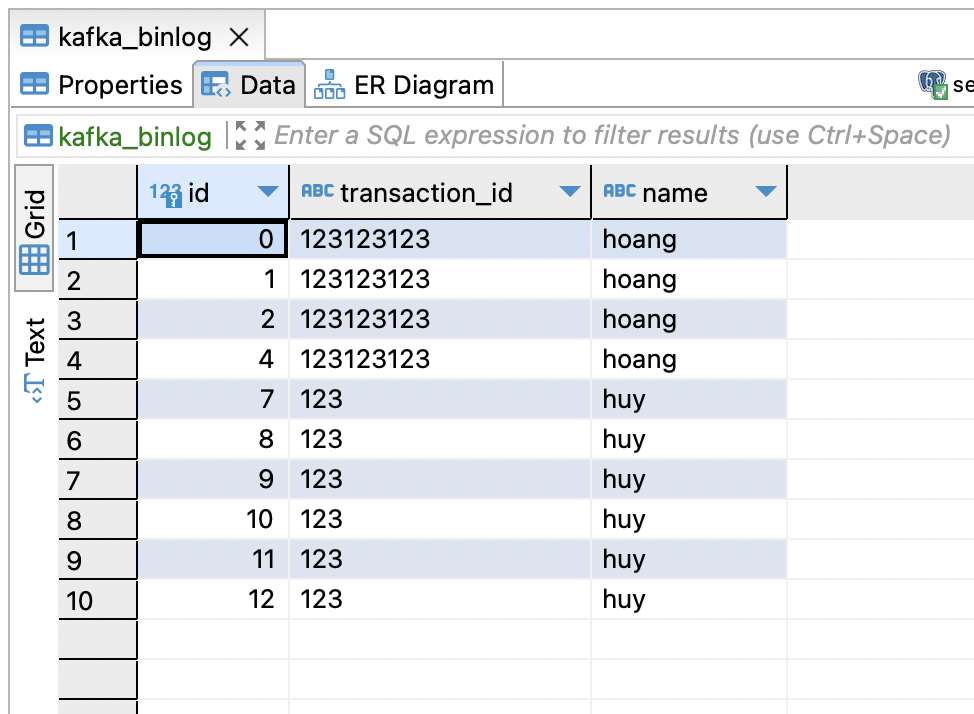 kafka_binlog
Properties Data ER Diagram se
kafka_binlog Enter a SQL expression to filter results (use Ctrl+Space)
Grid
Text
123 id ABC transaction_id ABC name
1 0 123123123 hoang
2 1 123123123 hoang
3 2 123123123 hoang
4 4 123123123 hoang
5 7 123 huy
6 8 123 huy
7 9 123 huy
8 10 123 huy
9 11 123 huy
10 12 123 huy